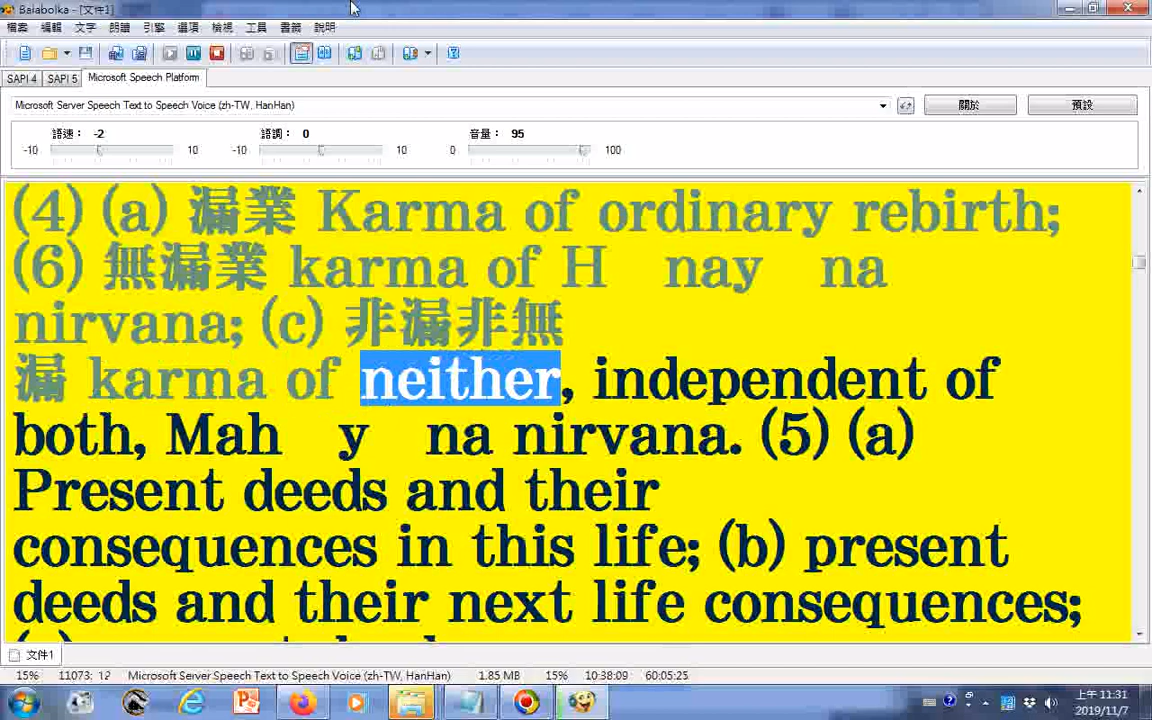 Balabolka - [文件1]
檔案 編輯 文字 朗讀 引擎 選項 檢視 工具 書籤 說明
SAPI 4 SAPI 5 Microsoft Speech Platform
Microsoft Server Speech Text to Speech Voice (zh-TW, HanHan) 關於 預設
語速: -2 語調: 0 音量: 95
-10 10 -10 10 0 100
(4) (a) 漏業 Karma of ordinary rebirth;
(6) 無漏業 karma of H nay na
nirvana; (c) 非漏非無
漏 karma of neither, independent of
both, Mah y na nirvana. (5) (a)
Present deeds and their
consequences in this life; (b) present
deeds and their next life consequences;
文件1
15% 11073: 12 Microsoft Server Speech Text to Speech Voice (zh-TW, HanHan) 1.85 MB 15% 10:38:09 60:05:25
上午 11:31
2019/11/7